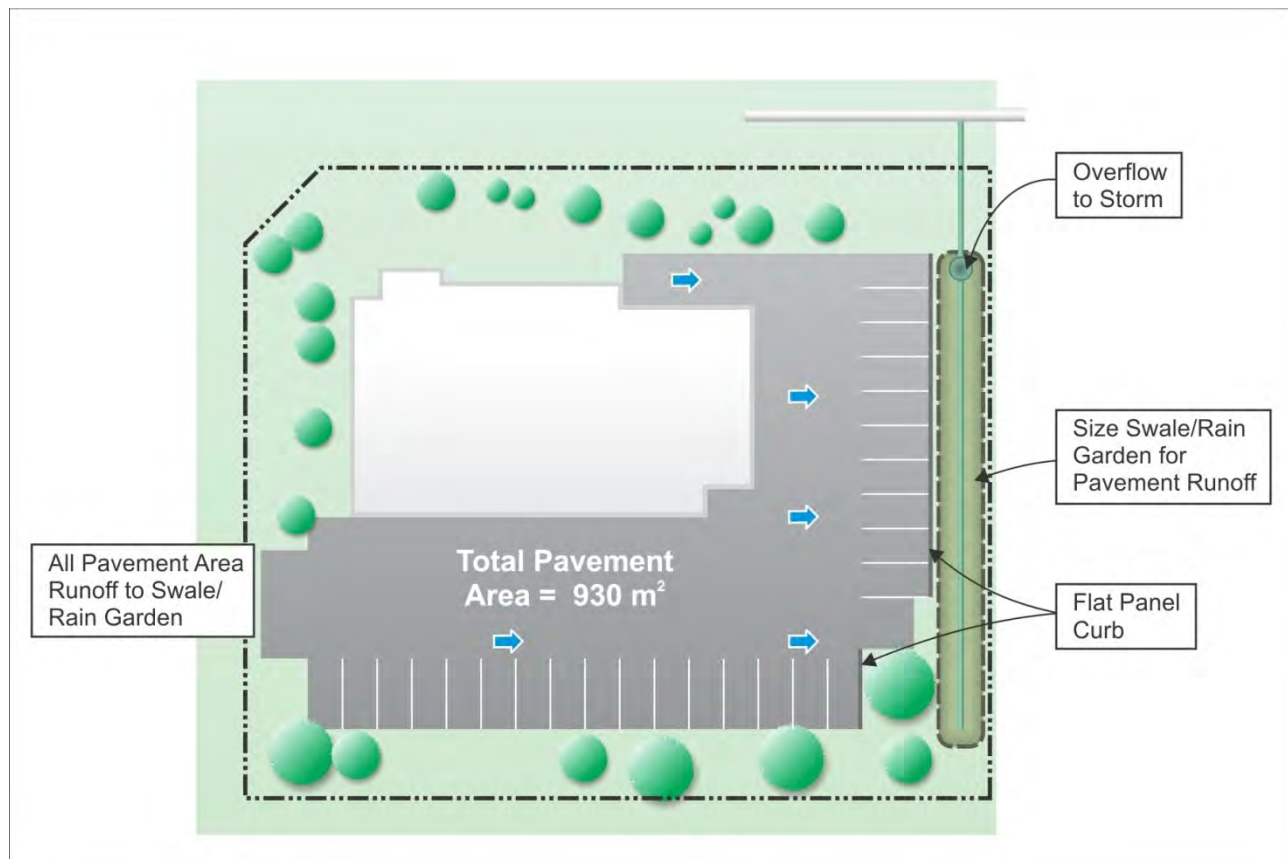 Overflow
to Storm
Size Swale/Rain
Garden for
Pavement Runoff
All Pavement Area
Runoff to Swale/
Rain Garden
Total Pavement
Area = 930 m²
Flat Panel
Curb